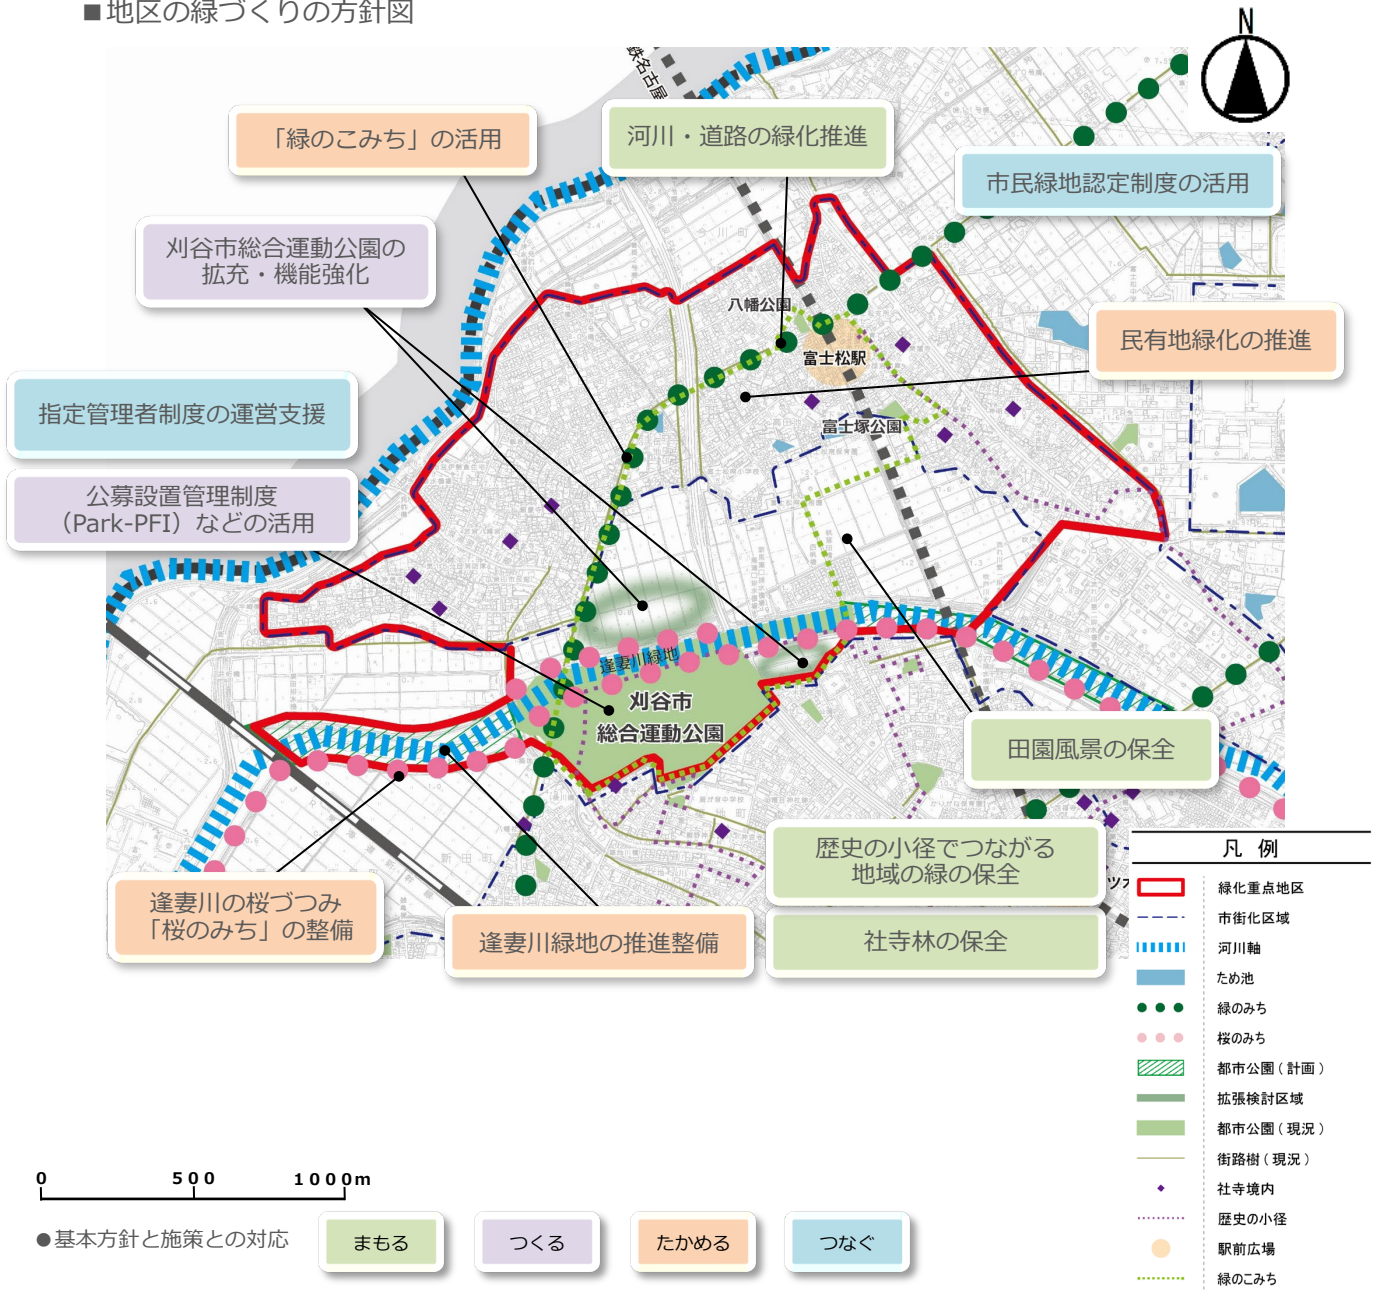 ■地区の緑づくりの方針図
N
鉄名古屋
「緑のこみち」の活用
河川・道路の緑化推進
市民緑地認定制度の活用
刈谷市総合運動公園の
拡充・機能強化
今川町
八幡公園
民有地緑化の推進
富士松駅
指定管理者制度の運営支援
富士塚公園
公募設置管理制度
(Park-PFI)などの活用
逢妻川緑地
刈谷市
総合運動公園
田園風景の保全
新田町
歴史の小径でつながる
地域の緑の保全
逢妻川の桜づつみ
「桜のみち」の整備
逢妻川緑地の推進整備
社寺林の保全
凡例
緑化重点地区
市街化区域
河川軸
ため池
緑のみち
桜のみち
都市公園(計画)
拡張検討区域
都市公園(現況)
街路樹(現況)
社寺境内
歴史の小径
駅前広場
緑のこみち
0 500 1000m
●基本方針と施策との対応
まもる
つくる
たかめる
つなぐ